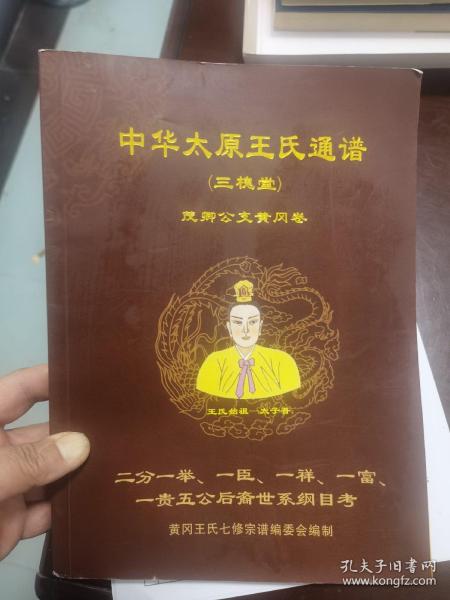 中华太原王氏通谱
(三槐堂)
茂卿公支黄冈卷
王氏始祖—太子晋
二分一举、一臣、一祥、一富、
一贵五公后裔世系纲目考
黄冈王氏七修宗谱编委会编制
孔夫子旧书网
www.kongfz.com